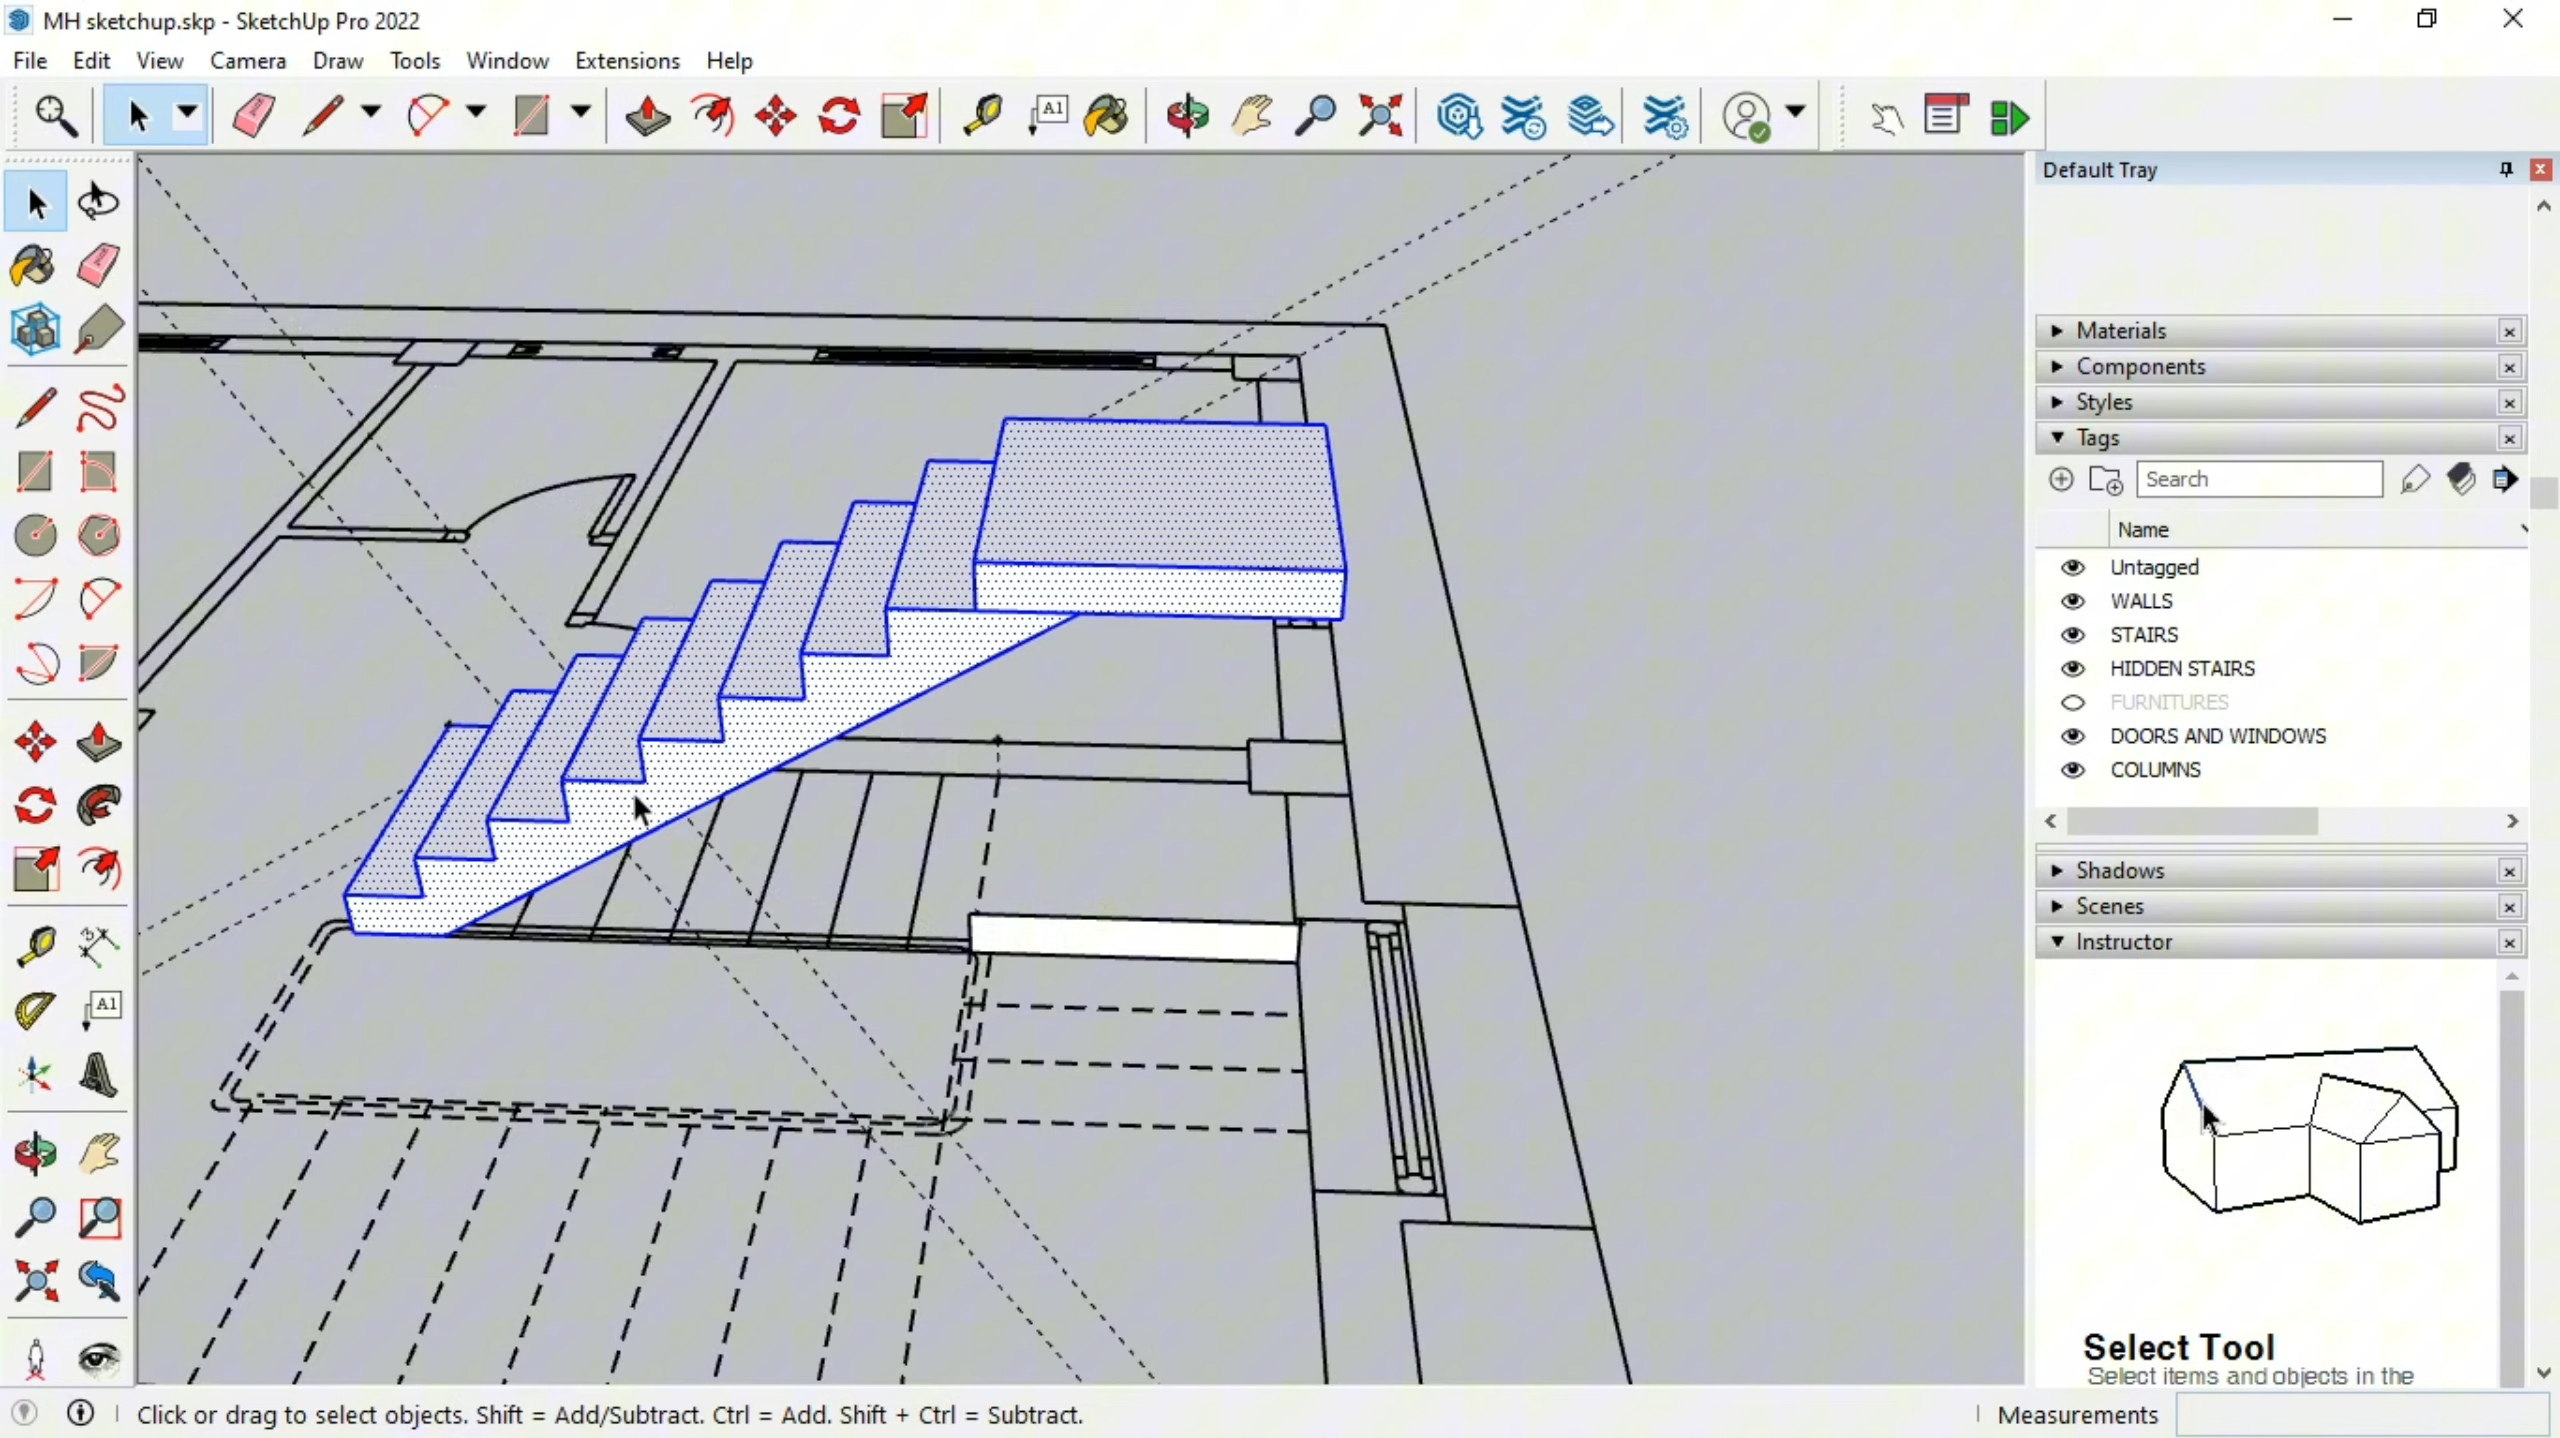 MH sketchup.skp - SketchUp Pro 2022
File Edit View Camera Draw Tools Window Extensions Help
A1
Default Tray
Materials
Components
Styles
Tags
Search
Name
Untagged
WALLS
STAIRS
HIDDEN STAIRS
FURNITURES
DOORS AND WINDOWS
COLUMNS
Shadows
Scenes
Instructor
A1
Select Tool
Select items and objects in the
Click or drag to select objects. Shift = Add/Subtract. Ctrl = Add. Shift + Ctrl = Subtract.
Measurements